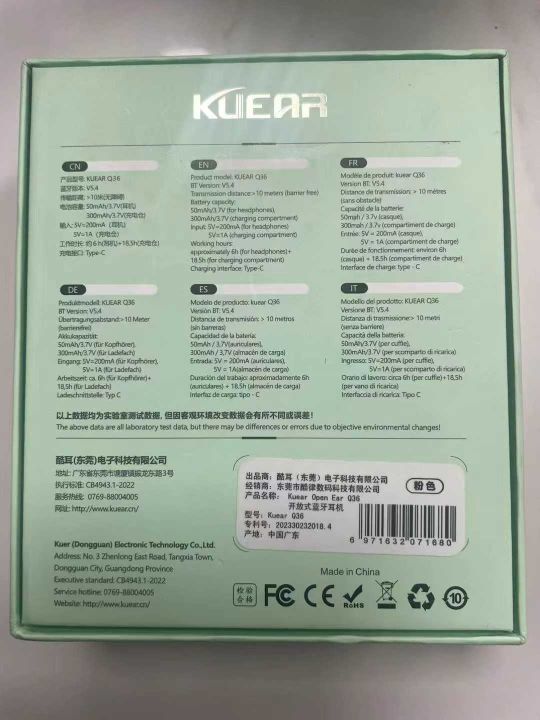 KUEAR
CN
产品型号: KUEAR Q36
蓝牙版本: V5.4
传输距离: >10米(无障碍)
电池容量: 50mAh/3.7V(耳机)
300mAh/3.7V(充电仓)
输入: 5V=200mA (耳机)
5V=1A (充电仓)
工作时长: 约6h(耳机)+18.5h(充电仓)
充电接口: Type-C
EN
Product model: KUEAR Q36
BT Version: V5.4
Transmission distance:>10 meters (barrier free)
Battery capacity:
50mAh/3.7V (for headphones),
300mAh/3.7V (charging compartment)
Input: 5V=200mA (for headphones)
5V=1A (charging compartment)
Working hours:
approximately 6h (for headphones)+
18.5h (for charging compartment)
Charging interface: Type-C
FR
Modèle de produit: kuear Q36
Version BT: V5.4
Distance de transmission: > 10 mètres
(sans obstacle)
Capacité de la batterie:
50mah / 3.7v (casque),
300mah / 3.7v (compartiment de charge)
Entrée: 5V = 200mA (casque),
5V = 1A (compartiment de charge)
Durée de fonctionnement: environ 6h
(casque) + 18.5h (compartiment de charge)
Interface de charge: type - C
DE
Produktmodell: KUEAR Q36
BT Version: V5.4
Übertragungsabstand:>10 Meter
(barrierefrei)
Akkukapazität:
50mAh/3.7V (für Kopfhörer),
300mAh/3.7V (für Ladefach)
Eingang: 5V=200mA (für Kopfhörer),
5V=1A (für Ladefach)
Arbeitszeit: ca. 6h (für Kopfhörer)+
18,5h (für Ladefach)
Ladeschnittstelle: Typ C
ES
Modelo de producto: kuear Q36
Versión BT: V5.4
Distancia de transmisión: > 10 metros
(sin barreras)
Capacidad de la batería:
50mAh / 3,7V(auriculares),
300mAh / 3,7V (almacén de carga)
Entrada: 5V = 200mA (auriculares),
5V = 1A(almacén de carga)
Duración del trabajo: aproximadamente 6h
(auriculares) + 18,5h (almacén de carga)
Interfaz de carga: tipo - C
IT
Modello del prodotto: KUEAR Q36
Versione BT: V5.4
Distanza di trasmissione:>10 metri
(senza barriere)
Capacità della batteria:
50mAh/3.7V (per cuffie),
300mAh/3.7V (per scomparto di ricarica)
Ingresso: 5V=200mA (per cuffie),
5V=1A (per scomparto di ricarica)
Orario di lavoro: circa 6h (per cuffie)+18,5h
(per vano di ricarica)
Interfaccia di ricarica: Tipo C
以上数据均为实验室测试数据，但因客观环境改变数据会有所不同或误差！
The above data are all laboratory test data, but there may be differences or errors due to objective environmental changes!
酷耳(东莞)电子科技有限公司
地址: 广东省东莞市塘厦镇振龙东路3号
执行标准: CB4943.1-2022
服务热线: 0769-88004005
网址: http://www.kuear.cn/
Kuer (Dongguan) Electronic Technology Co., Ltd.
Address: No. 3 Zhenlong East Road, Tangxia Town,
Dongguan City, Guangdong Province
Executive standard: CB4943.1-2022
Service hotline: 0769-88004005
Website: http://www.kuear.cn/
出品商: 酷耳（东莞）电子科技有限公司
经销商: 东莞市酷律数码科技有限公司
产品名称: Kuear Open Ear Q36
开放式蓝牙耳机
型号: Kuear Q36
专利号: 202330232018.4
产地: 中国广东
粉色
6 971632 071680
Made in China
检验
合格
FC CE RoHS 10